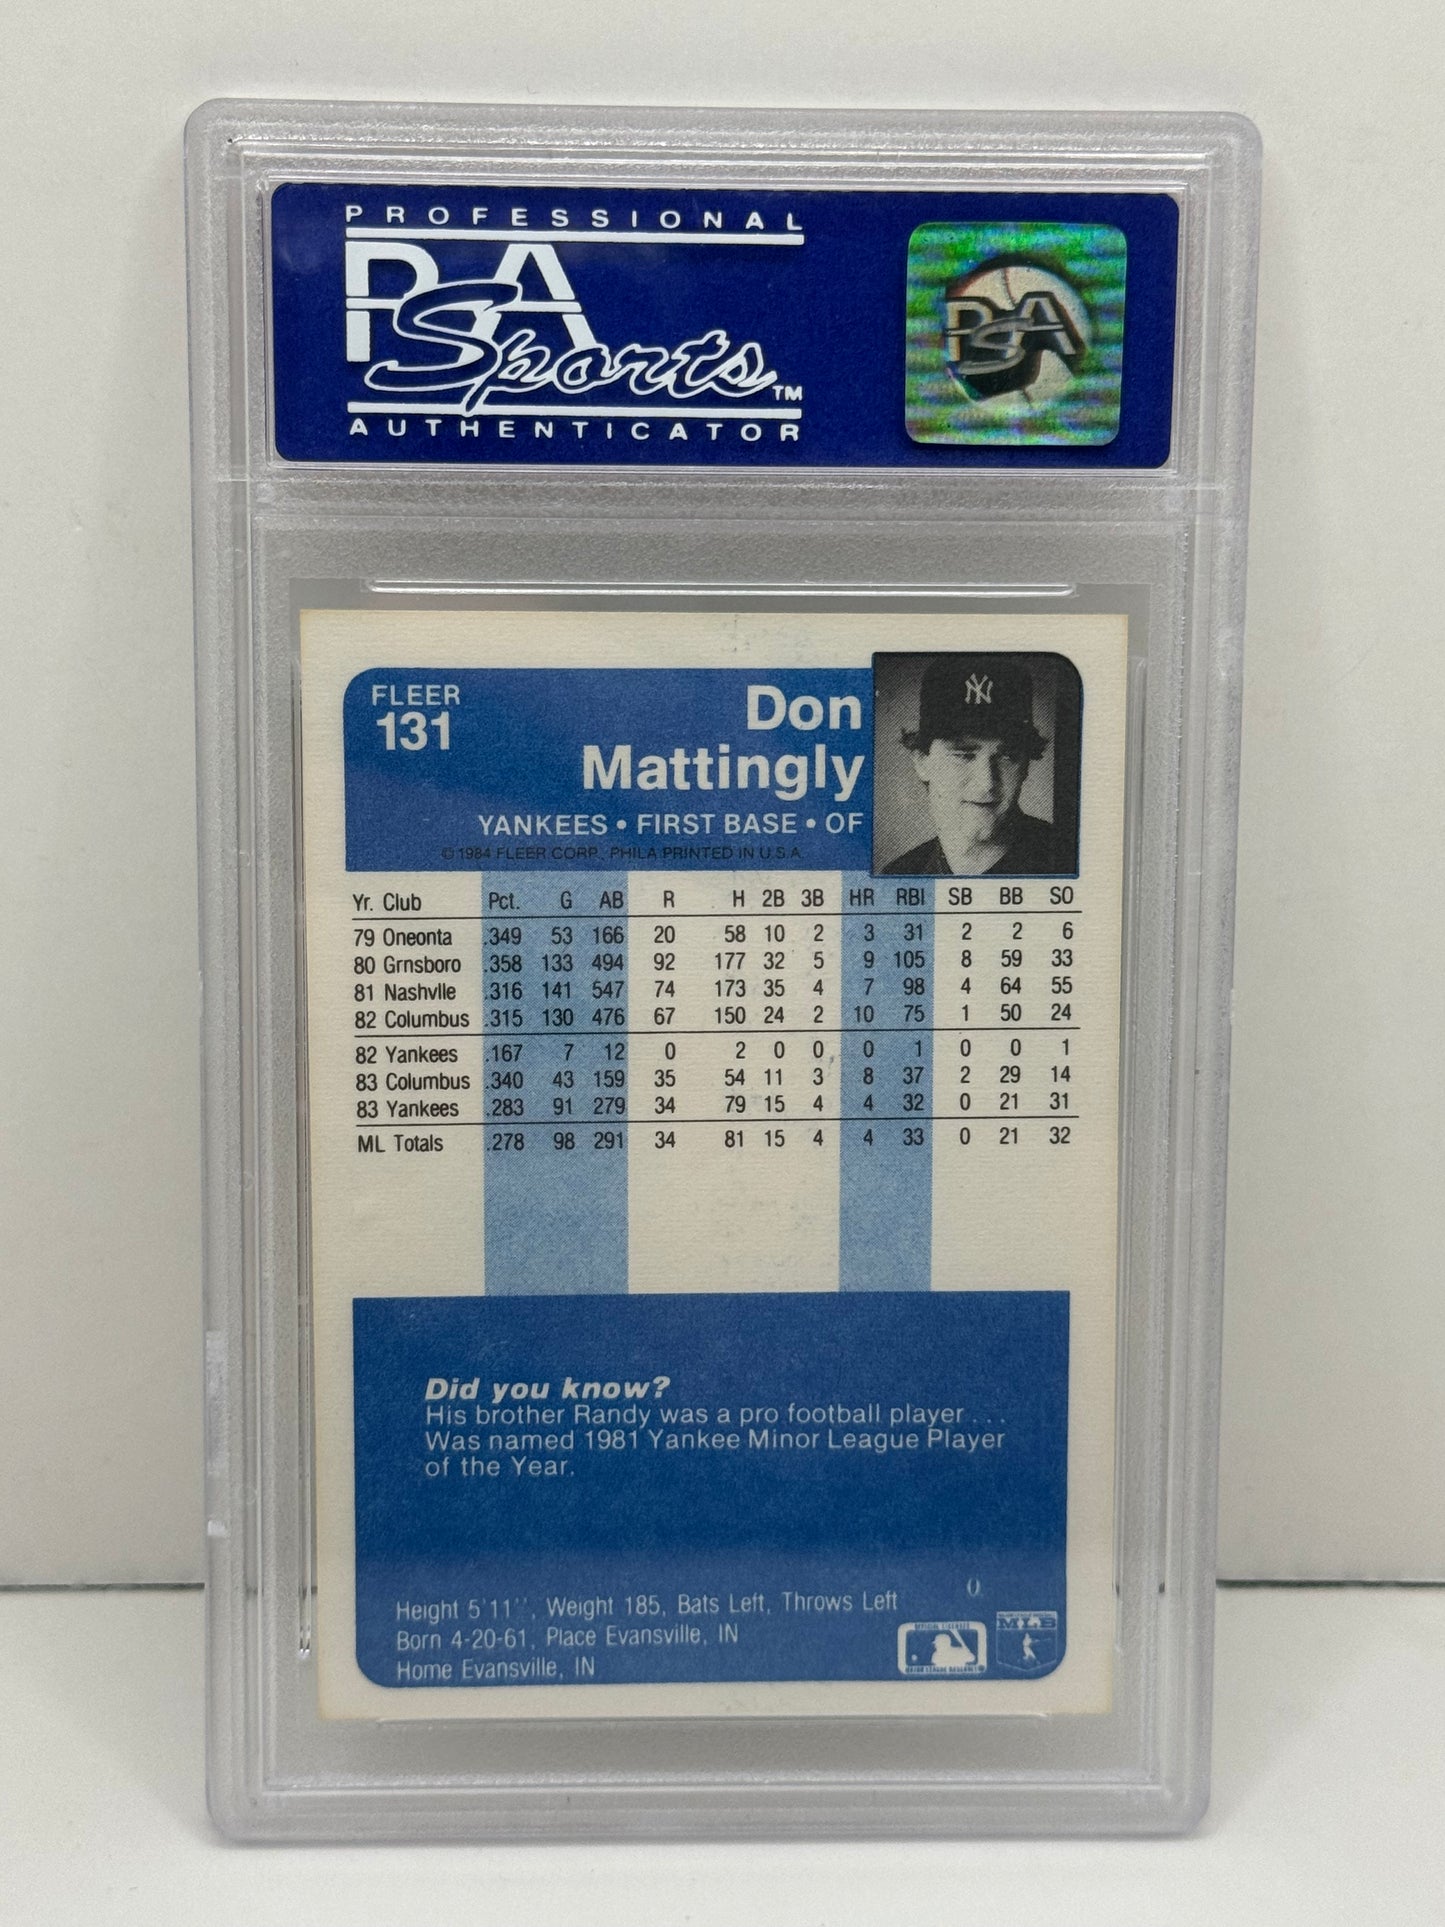 PROFESSIONAL
PSA
Sports™
AUTHENTICATOR
PSA
FLEER
131
Don
Mattingly
YANKEES • FIRST BASE • OF
© 1984 FLEER CORP., PHILA PRINTED IN U.S.A.
NY
Yr. Club Pct. G AB R H 2B 3B HR RBI SB BB SO
79 Oneonta .349 53 166 20 58 10 2 3 31 2 2 6
80 Grnsboro .358 133 494 92 177 32 5 9 105 8 59 33
81 Nashvlle .316 141 547 74 173 35 4 7 98 4 64 55
82 Columbus .315 130 476 67 150 24 2 10 75 1 50 24
82 Yankees .167 7 12 0 2 0 0 0 1 0 0 1
83 Columbus .340 43 159 35 54 11 3 8 37 2 29 14
83 Yankees .283 91 279 34 79 15 4 4 32 0 21 31
ML Totals .278 98 291 34 81 15 4 4 33 0 21 32
Did you know?
His brother Randy was a pro football player . . .
Was named 1981 Yankee Minor League Player
of the Year.
Height 5'11'', Weight 185, Bats Left, Throws Left
Born 4-20-61, Place Evansville, IN
Home Evansville, IN
MLB